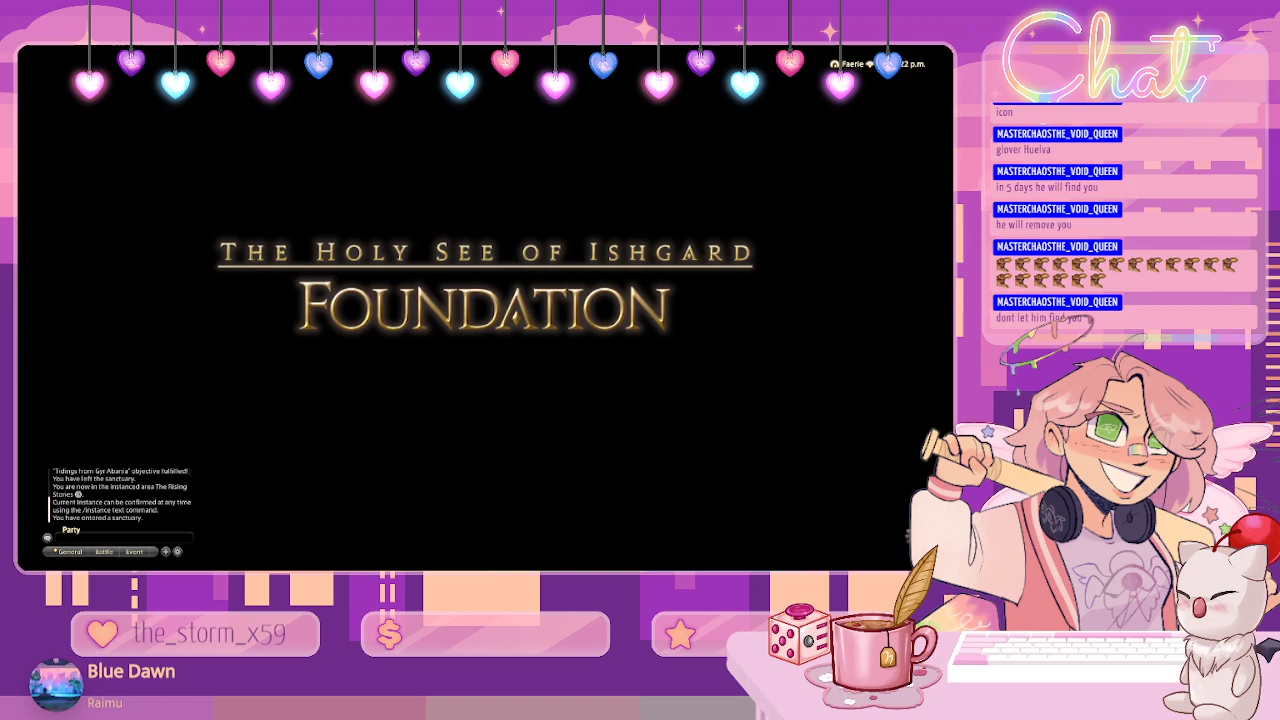 Chat
Faerie 22 p.m.
icon
MASTERCHAOSTHE_VOID_QUEEN
glover Huelva
MASTERCHAOSTHE_VOID_QUEEN
in 5 days he will find you
MASTERCHAOSTHE_VOID_QUEEN
he will remove you
MASTERCHAOSTHE_VOID_QUEEN
MASTERCHAOSTHE_VOID_QUEEN
dont let him find you
THE HOLY SEE OF ISHGARD
FOUNDATION
"Tidings from Gyr Abania" objective fulfilled!
You have left the sanctuary.
You are now in the instanced area The Rising
Stones
Current instance can be confirmed at any time
using the /instance text command.
You have entered a sanctuary.
Party
General Battle Event
the_storm_x59
$
Blue Dawn
Raimu